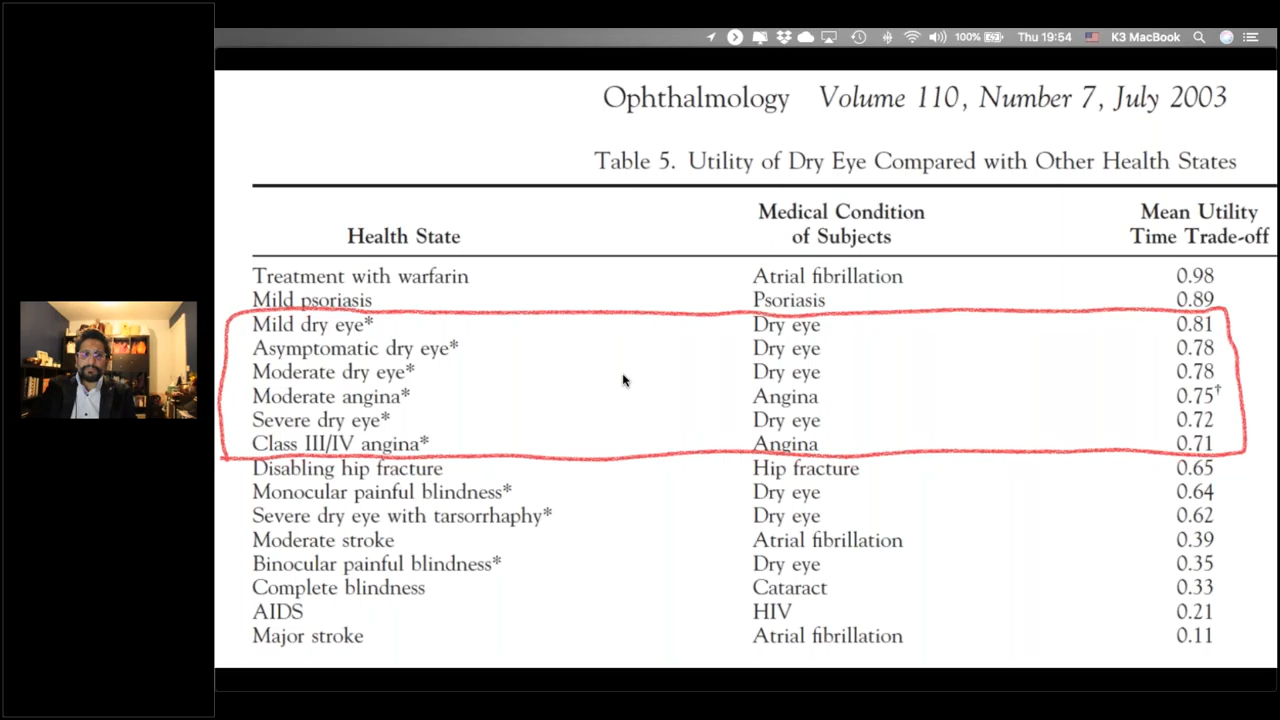 100% Thu 19:54 K3 MacBook
Ophthalmology Volume 110, Number 7, July 2003
Table 5. Utility of Dry Eye Compared with Other Health States
Health State Medical Condition of Subjects Mean Utility Time Trade-off
Treatment with warfarin Atrial fibrillation 0.98
Mild psoriasis Psoriasis 0.89
Mild dry eye* Dry eye 0.81
Asymptomatic dry eye* Dry eye 0.78
Moderate dry eye* Dry eye 0.78
Moderate angina* Angina 0.75†
Severe dry eye* Dry eye 0.72
Class III/IV angina* Angina 0.71
Disabling hip fracture Hip fracture 0.65
Monocular painful blindness* Dry eye 0.64
Severe dry eye with tarsorrhaphy* Dry eye 0.62
Moderate stroke Atrial fibrillation 0.39
Binocular painful blindness* Dry eye 0.35
Complete blindness Cataract 0.33
AIDS HIV 0.21
Major stroke Atrial fibrillation 0.11